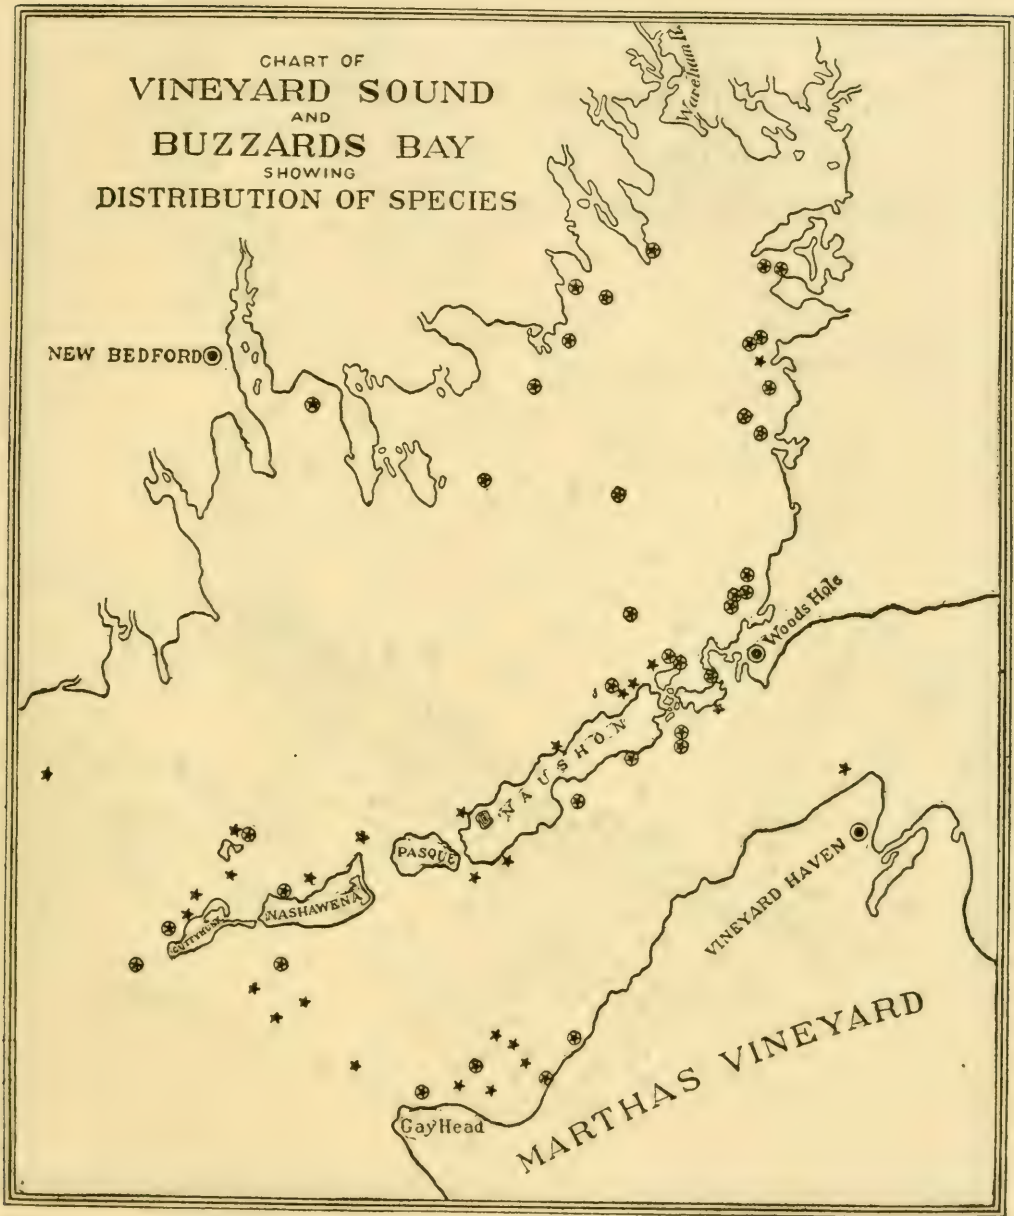 CHART OF
VINEYARD SOUND
AND
BUZZARDS BAY
SHOWING
DISTRIBUTION OF SPECIES
Wareham R.
NEW BEDFORD
Woods Hole
NAUSHON
PASQUE
NASHAWENA
CUTTYHUNK
VINEYARD HAVEN
MARTHAS VINEYARD
Gay Head